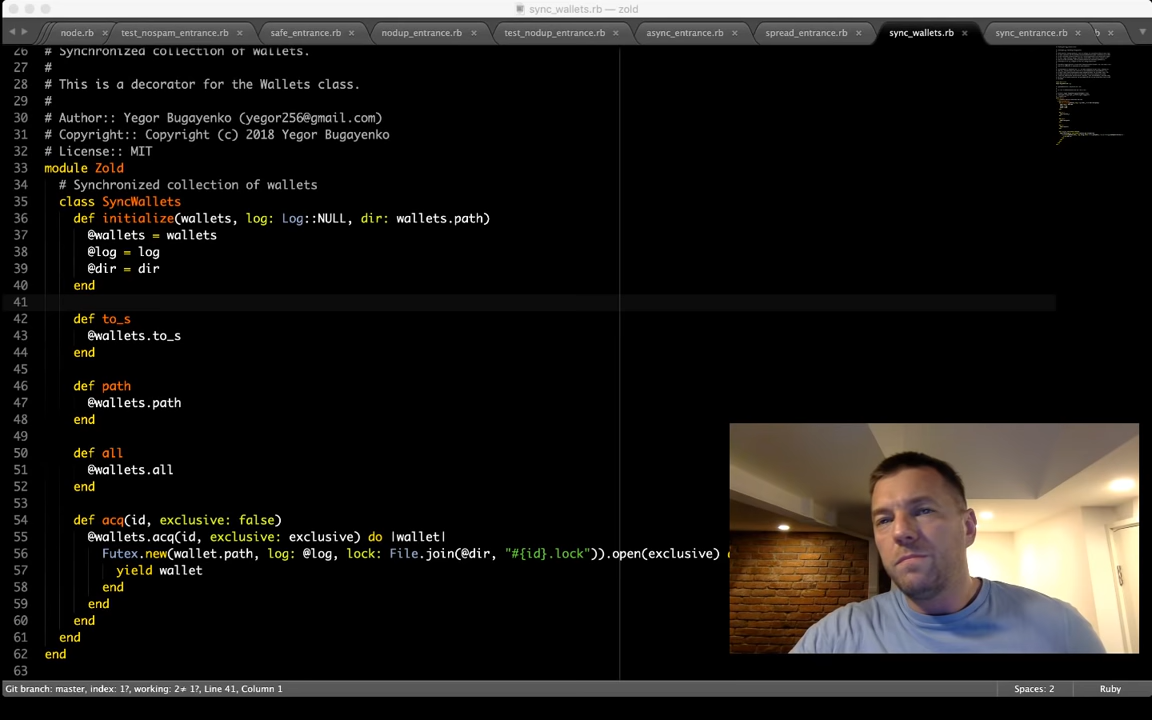 sync_wallets.rb — zold
node.rb × test_nospam_entrance.rb × safe_entrance.rb × nodup_entrance.rb × test_nodup_entrance.rb × async_entrance.rb × spread_entrance.rb × sync_wallets.rb × sync_entrance.rb × b ×
26 # Synchronized collection of wallets.
27 #
28 # This is a decorator for the Wallets class.
29 #
30 # Author:: Yegor Bugayenko (yegor256@gmail.com)
31 # Copyright:: Copyright (c) 2018 Yegor Bugayenko
32 # License:: MIT
33 module Zold
34 # Synchronized collection of wallets
35 class SyncWallets
36 def initialize(wallets, log: Log::NULL, dir: wallets.path)
37 @wallets = wallets
38 @log = log
39 @dir = dir
40 end
41
42 def to_s
43 @wallets.to_s
44 end
45
46 def path
47 @wallets.path
48 end
49
50 def all
51 @wallets.all
52 end
53
54 def acq(id, exclusive: false)
55 @wallets.acq(id, exclusive: exclusive) do |wallet|
56 Futex.new(wallet.path, log: @log, lock: File.join(@dir, "#{id}.lock")).open(exclusive)
57 yield wallet
58 end
59 end
60 end
61 end
62 end
63
Git branch: master, index: 1?, working: 2≠ 1?, Line 41, Column 1 Spaces: 2 Ruby